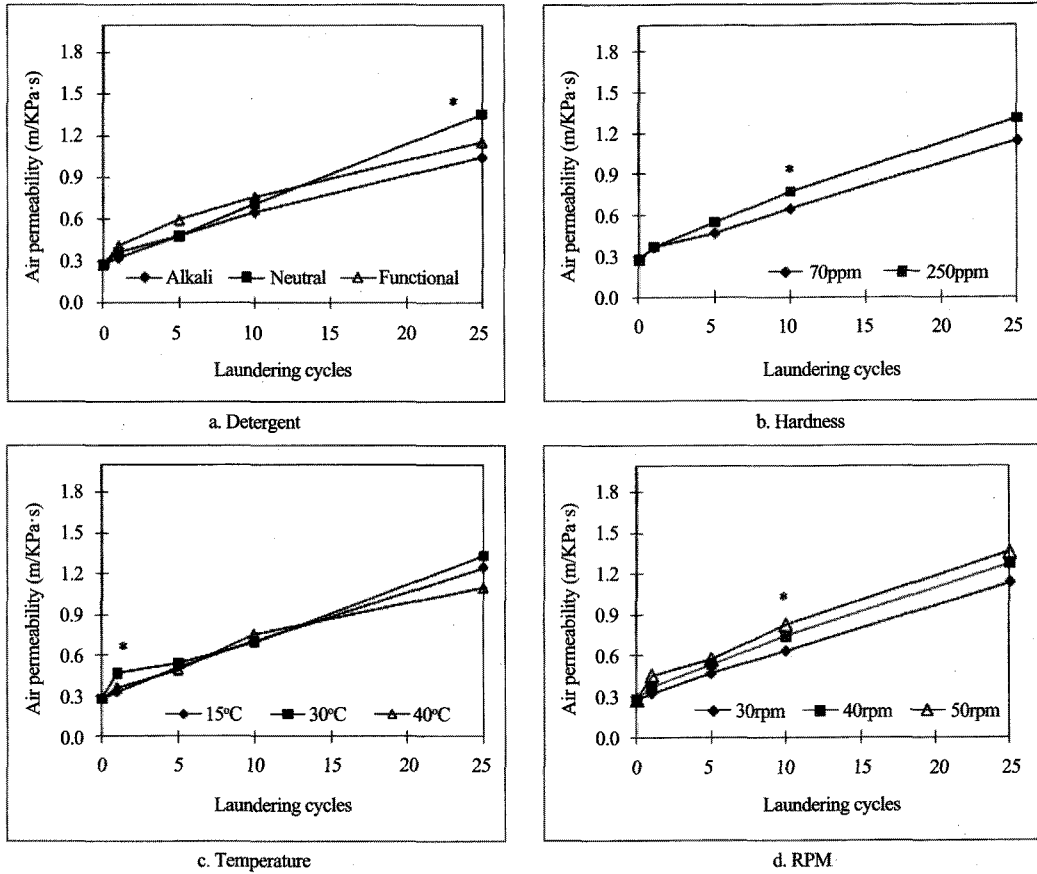 Air permeability (m/KPa·s)
1.8
1.5
1.2
0.9
0.6
0.3
0.0
*
Alkali Neutral Functional
0 5 10 15 20 25
Laundering cycles
a. Detergent
Air permeability (m/KPa·s)
1.8
1.5
1.2
0.9
0.6
0.3
0.0
*
70ppm 250ppm
0 5 10 15 20 25
Laundering cycles
b. Hardness
Air permeability (m/KPa·s)
1.8
1.5
1.2
0.9
0.6
0.3
0.0
*
15°C 30°C 40°C
0 5 10 15 20 25
Laundering cycles
c. Temperature
Air permeability (m/KPa·s)
1.8
1.5
1.2
0.9
0.6
0.3
0.0
*
30rpm 40rpm 50rpm
0 5 10 15 20 25
Laundering cycles
d. RPM